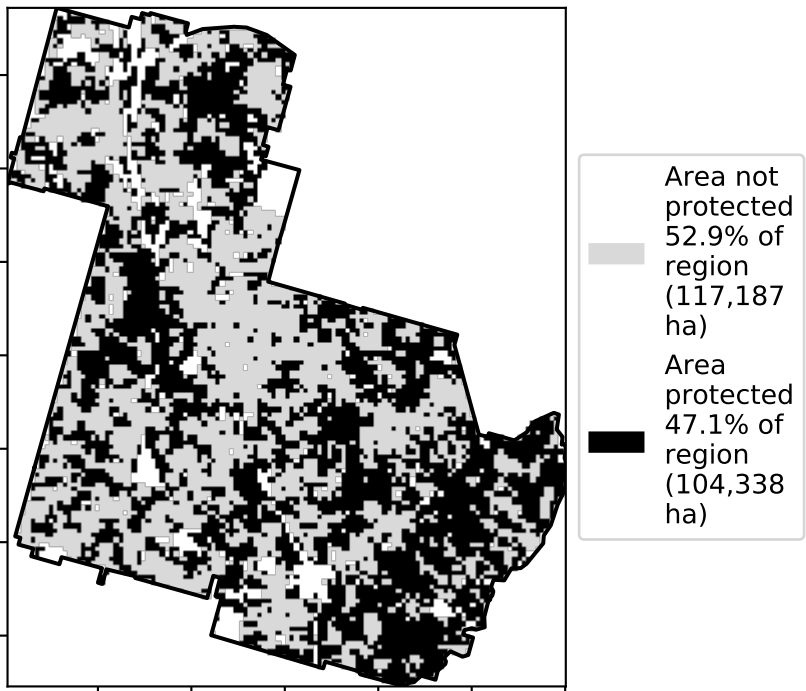 Area not
protected
52.9% of
region
(117,187
ha)
Area
protected
47.1% of
region
(104,338
ha)